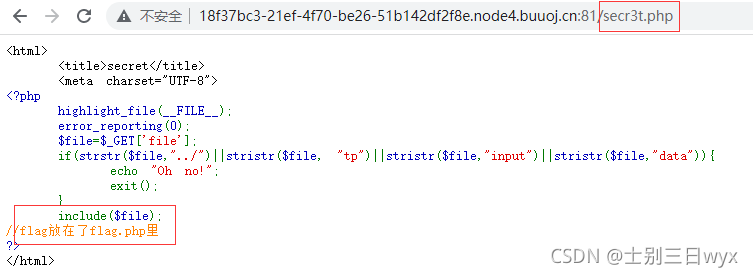 不安全 | 18f37bc3-21ef-4f70-be26-51b142df2f8e.node4.buuoj.cn:81/secr3t.php
<html>
<title>secret</title>
<meta charset="UTF-8">
<?php
highlight_file(__FILE__);
error_reporting(0);
$file=$_GET['file'];
if(strstr($file,"../")||stristr($file, "tp")||stristr($file,"input")||stristr($file,"data")){
echo "Oh no!";
exit();
}
include($file);
//flag放在了flag.php里
?>
</html>
CSDN @士别三日wyx